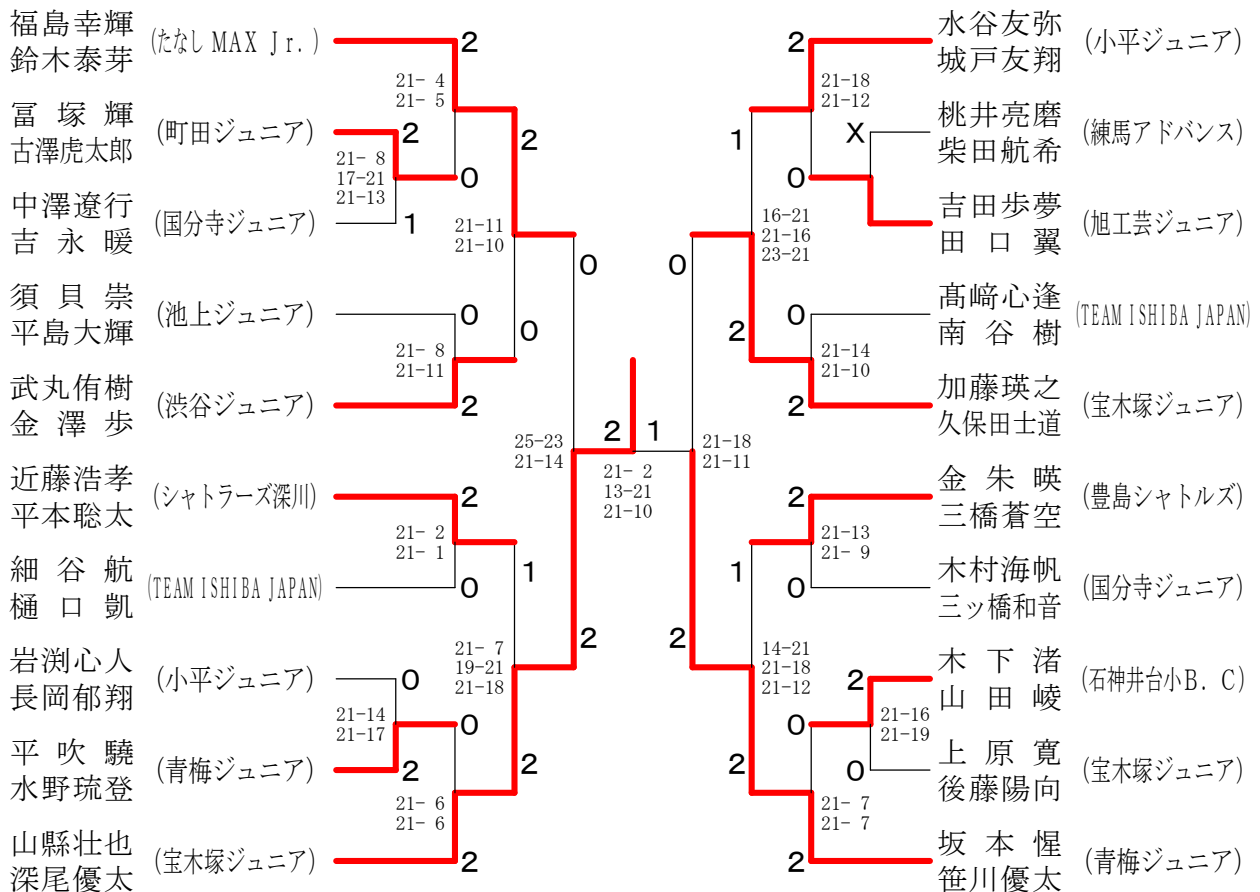 福島幸輝
鈴木泰芽
(たなしMAX Jr.)
2
21- 4
21- 5
冨塚輝
古澤虎太郎
(町田ジュニア)
2
2
21- 8
17-21
21-13
0
中澤遼行
吉永暖
(国分寺ジュニア)
1
21-11
21-10
0
須貝崇
平島大輝
(池上ジュニア)
0
0
21- 8
21-11
武丸侑樹
金澤歩
(渋谷ジュニア)
2
25-23
21-14
近藤浩孝
平本聡太
(シャトラーズ深川)
2
21- 2
21- 1
1
細谷航
樋口凱
(TEAM ISHIBA JAPAN)
0
2
21- 7
19-21
21-18
岩渕心人
長岡郁翔
(小平ジュニア)
0
21-14
21-17
0
平吹驍
水野琉登
(青梅ジュニア)
2
2
21- 6
21- 6
山縣壮也
深尾優太
(宝木塚ジュニア)
2
2
1
21- 2
13-21
21-10
水谷友弥
城戸友翔
(小平ジュニア)
2
21-18
21-12
1
桃井亮磨
柴田航希
(練馬アドバンス)
X
0
吉田歩夢
田口翼
(旭工芸ジュニア)
16-21
21-16
23-21
0
髙﨑心逢
南谷樹
(TEAM ISHIBA JAPAN)
0
2
21-14
21-10
加藤瑛之
久保田士道
(宝木塚ジュニア)
2
21-18
21-11
金朱暎
三橋蒼空
(豊島シャトルズ)
2
21-13
21- 9
1
木村海帆
三ッ橋和音
(国分寺ジュニア)
0
2
14-21
21-18
21-12
木下渚
山田崚
(石神井台小B.C)
2
21-16
21-19
0
上原寛
後藤陽向
(宝木塚ジュニア)
0
2
21- 7
21- 7
坂本惺
笹川優太
(青梅ジュニア)
2